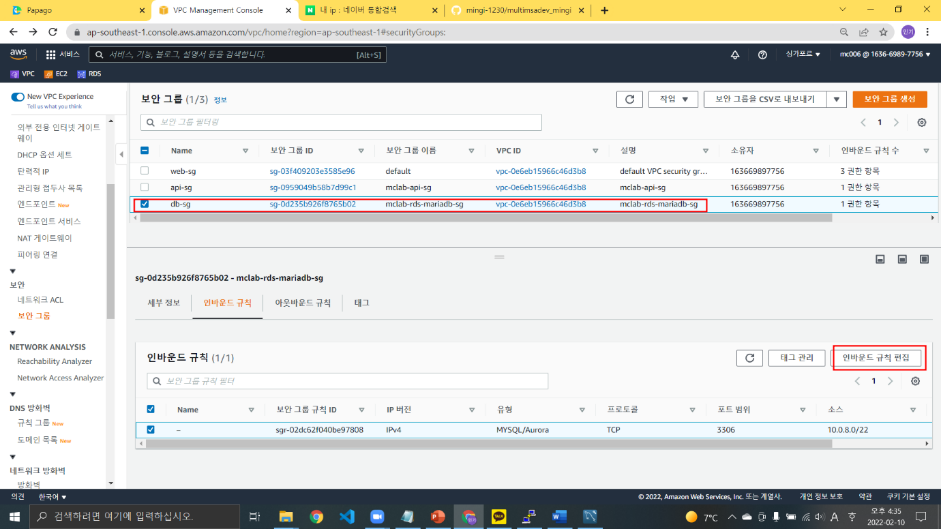 Papago
VPC Management Console
내 ip : 네이버 통합검색
mingi-1230/multimsadev_mingi
ap-southeast-1.console.aws.amazon.com/vpc/home?region=ap-southeast-1#securityGroups:
민기
aws
서비스
서비스, 기능, 블로그, 설명서 등을 검색합니다.
[Alt+S]
싱가포르
mc006 @ 1636-6989-7756
VPC
EC2
RDS
New VPC Experience
Tell us what you think
외부 전용 인터넷 게이트
웨이
DHCP 옵션 세트
탄력적 IP
관리형 접두사 목록
엔드포인트 New
엔드포인트 서비스
NAT 게이트웨이
피어링 연결
보안
네트워크 ACL
보안 그룹
NETWORK ANALYSIS
Reachability Analyzer
Network Access Analyzer
DNS 방화벽
규칙 그룹 New
도메인 목록 New
네트워크 방화벽
방화벽
보안 그룹 (1/3) 정보
작업
보안 그룹을 CSV로 내보내기
보안 그룹 생성
보안 그룹 필터링
1
Name 보안 그룹 ID 보안 그룹 이름 VPC ID 설명 소유자 인바운드 규칙 수
web-sg sg-03f409203e3585e96 default vpc-0e6eb15966c46d3b8 default VPC security gr... 163669897756 1 권한 항목
api-sg sg-0959049b58b7d99c1 mclab-api-sg vpc-0e6eb15966c46d3b8 mclab-api-sg 163669897756 1 권한 항목
db-sg sg-0d235b926f8765b02 mclab-rds-mariadb-sg vpc-0e6eb15966c46d3b8 mclab-rds-mariadb-sg 163669897756 1 권한 항목
sg-0d235b926f8765b02 - mclab-rds-mariadb-sg
세부 정보
인바운드 규칙
아웃바운드 규칙
태그
인바운드 규칙 (1/1)
태그 관리
인바운드 규칙 편집
보안 그룹 규칙 필터
1
Name 보안 그룹 규칙 ID IP 버전 유형 프로토콜 포트 범위 소스
– sgr-02dc62f040be97808 IPv4 MYSQL/Aurora TCP 3306 10.0.8.0/22
의견
한국어
© 2022, Amazon Web Services, Inc. 또는 계열사.
개인 정보 보호
약관
쿠키 기본 설정
검색하려면 여기에 입력하십시오.
7°C
A
오후 4:35
2022-02-10